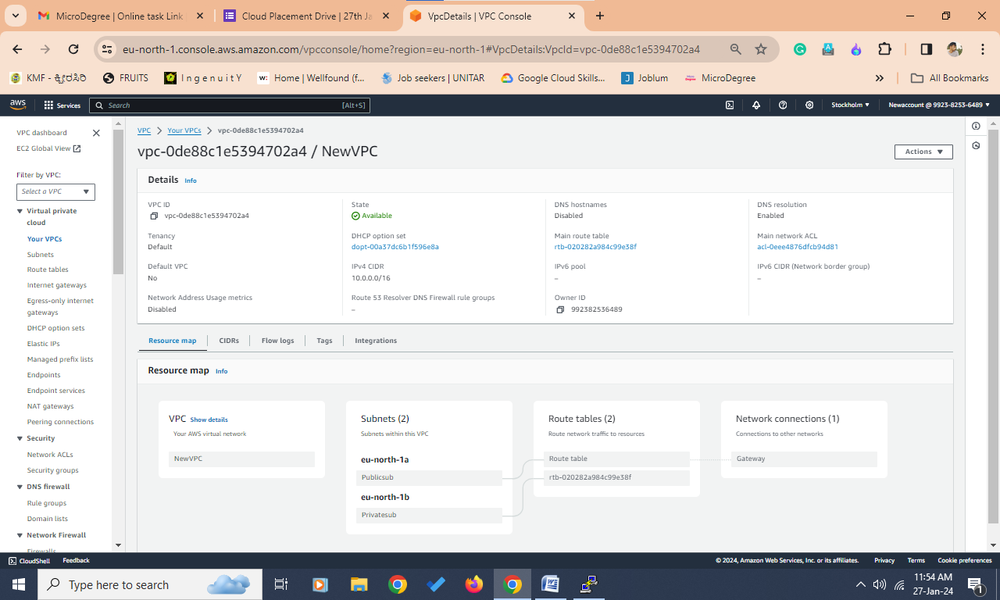 MicroDegree | Online task Link
Cloud Placement Drive | 27th Ja
VpcDetails | VPC Console
eu-north-1.console.aws.amazon.com/vpcconsole/home?region=eu-north-1#VpcDetails:VpcId=vpc-0de88c1e5394702a4
KMF - ಕೈರಸಿರಿ
FRUITS
I n g e n u i t Y
w: Home | Wellfound (f...
Job seekers | UNITAR
Google Cloud Skills...
J Joblum
MicroDegree
All Bookmarks
aws
Services
Search
[Alt+S]
Stockholm
Newaccount @ 9923-8253-6489
VPC dashboard
EC2 Global View
Filter by VPC:
Select a VPC
Virtual private
cloud
Your VPCs
Subnets
Route tables
Internet gateways
Egress-only internet
gateways
DHCP option sets
Elastic IPs
Managed prefix lists
Endpoints
Endpoint services
NAT gateways
Peering connections
Security
Network ACLs
Security groups
DNS firewall
Rule groups
Domain lists
Network Firewall
Firewalls
VPC
Your VPCs
vpc-0de88c1e5394702a4
vpc-0de88c1e5394702a4 / NewVPC
Actions
Details Info
VPC ID
vpc-0de88c1e5394702a4
State
Available
DNS hostnames
Disabled
DNS resolution
Enabled
Tenancy
Default
DHCP option set
dopt-00a37dc6b1f596e8a
Main route table
rtb-020282a984c99e38f
Main network ACL
acl-0eee4876dfcb94d81
Default VPC
No
IPv4 CIDR
10.0.0.0/16
IPv6 pool
–
IPv6 CIDR (Network border group)
–
Network Address Usage metrics
Disabled
Route 53 Resolver DNS Firewall rule groups
–
Owner ID
992382536489
Resource map
CIDRs
Flow logs
Tags
Integrations
Resource map Info
VPC Show details
Your AWS virtual network
NewVPC
Subnets (2)
Subnets within this VPC
eu-north-1a
Publicsub
eu-north-1b
Privatesub
Route tables (2)
Route network traffic to resources
Route table
rtb-020282a984c99e38f
Network connections (1)
Connections to other networks
Gateway
CloudShell
Feedback
© 2024, Amazon Web Services, Inc. or its affiliates.
Privacy
Terms
Cookie preferences
Type here to search
11:54 AM
27-Jan-24
1